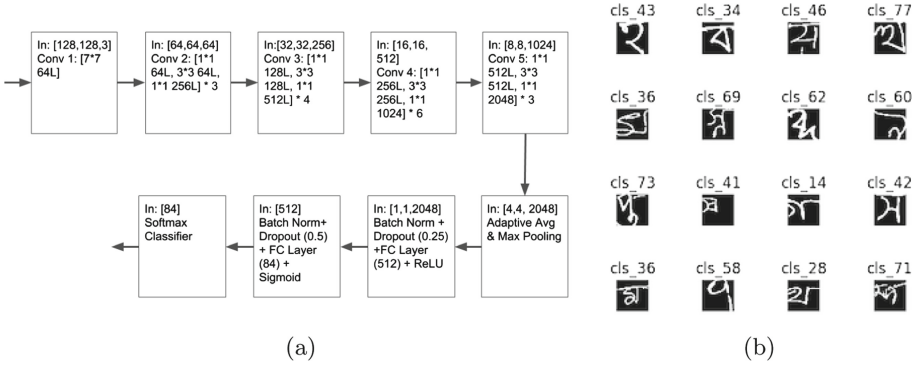 In: [128,128,3]
Conv 1: [7*7
64L]
In: [64,64,64]
Conv 2: [1*1
64L, 3*3 64L,
1*1 256L] * 3
In:[32,32,256]
Conv 3: [1*1
128L, 3*3
128L, 1*1
512L] * 4
In: [16,16,
512]
Conv 4: [1*1
256L, 3*3
256L, 1*1
1024] * 6
In: [8,8,1024]
Conv 5: 1*1
512L, 3*3
512L, 1*1
2048] * 3
In: [84]
Softmax
Classifier
In: [512]
Batch Norm+
Dropout (0.5)
+ FC Layer
(84) +
Sigmoid
In: [1,1,2048]
Batch Norm +
Dropout (0.25)
+FC Layer
(512) + ReLU
In: [4,4, 2048]
Adaptive Avg
& Max Pooling
(a)
cls_43 cls_34 cls_46 cls_77
cls_36 cls_69 cls_62 cls_60
cls_73 cls_41 cls_14 cls_42
cls_36 cls_58 cls_28 cls_71
(b)